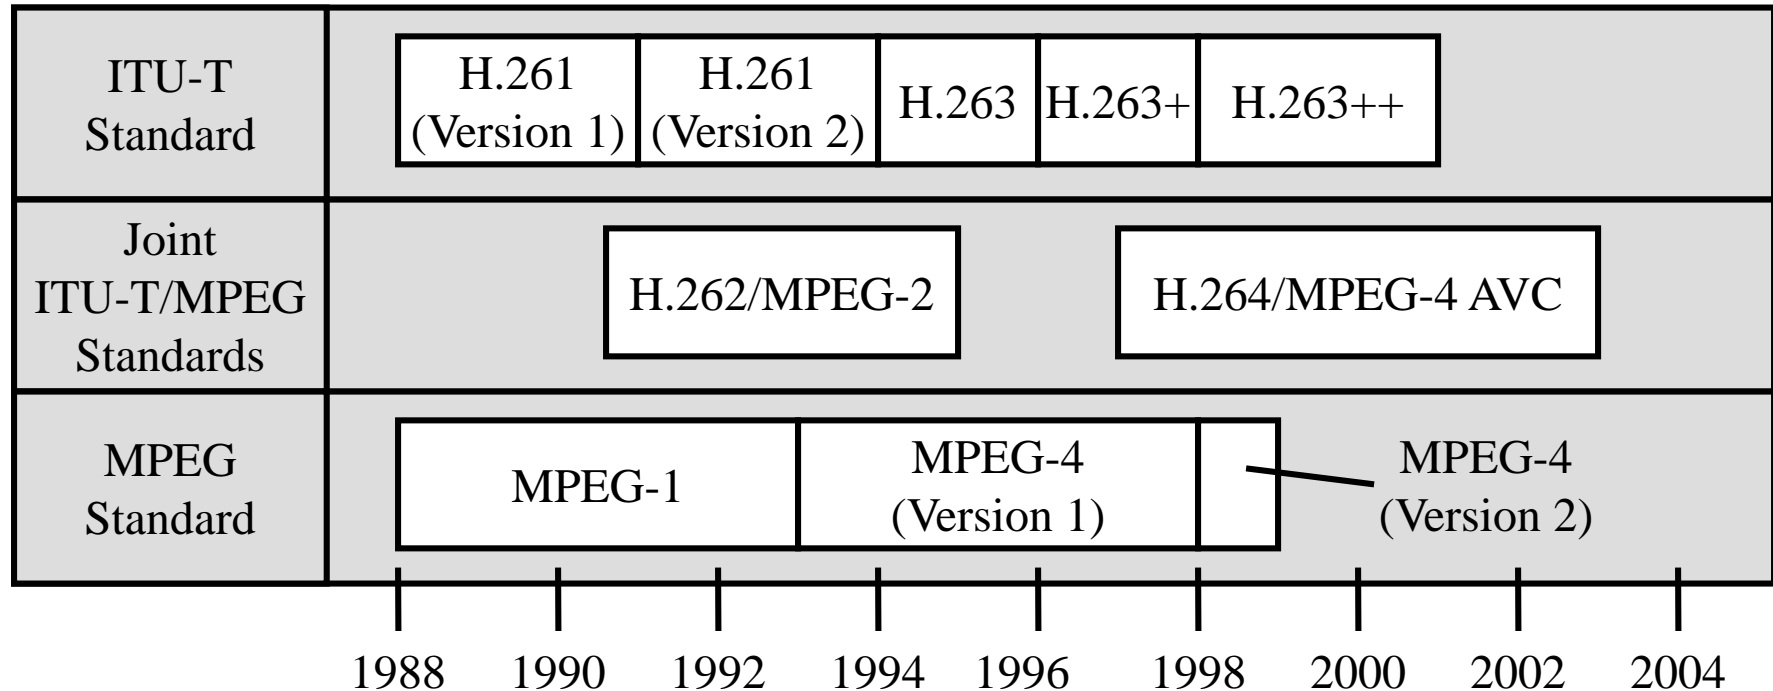 ITU-T
Standard
H.261
(Version 1)
H.261
(Version 2)
H.263
H.263+
H.263++
Joint
ITU-T/MPEG
Standards
H.262/MPEG-2
H.264/MPEG-4 AVC
MPEG
Standard
MPEG-1
MPEG-4
(Version 1)
MPEG-4
(Version 2)
1988 1990 1992 1994 1996 1998 2000 2002 2004